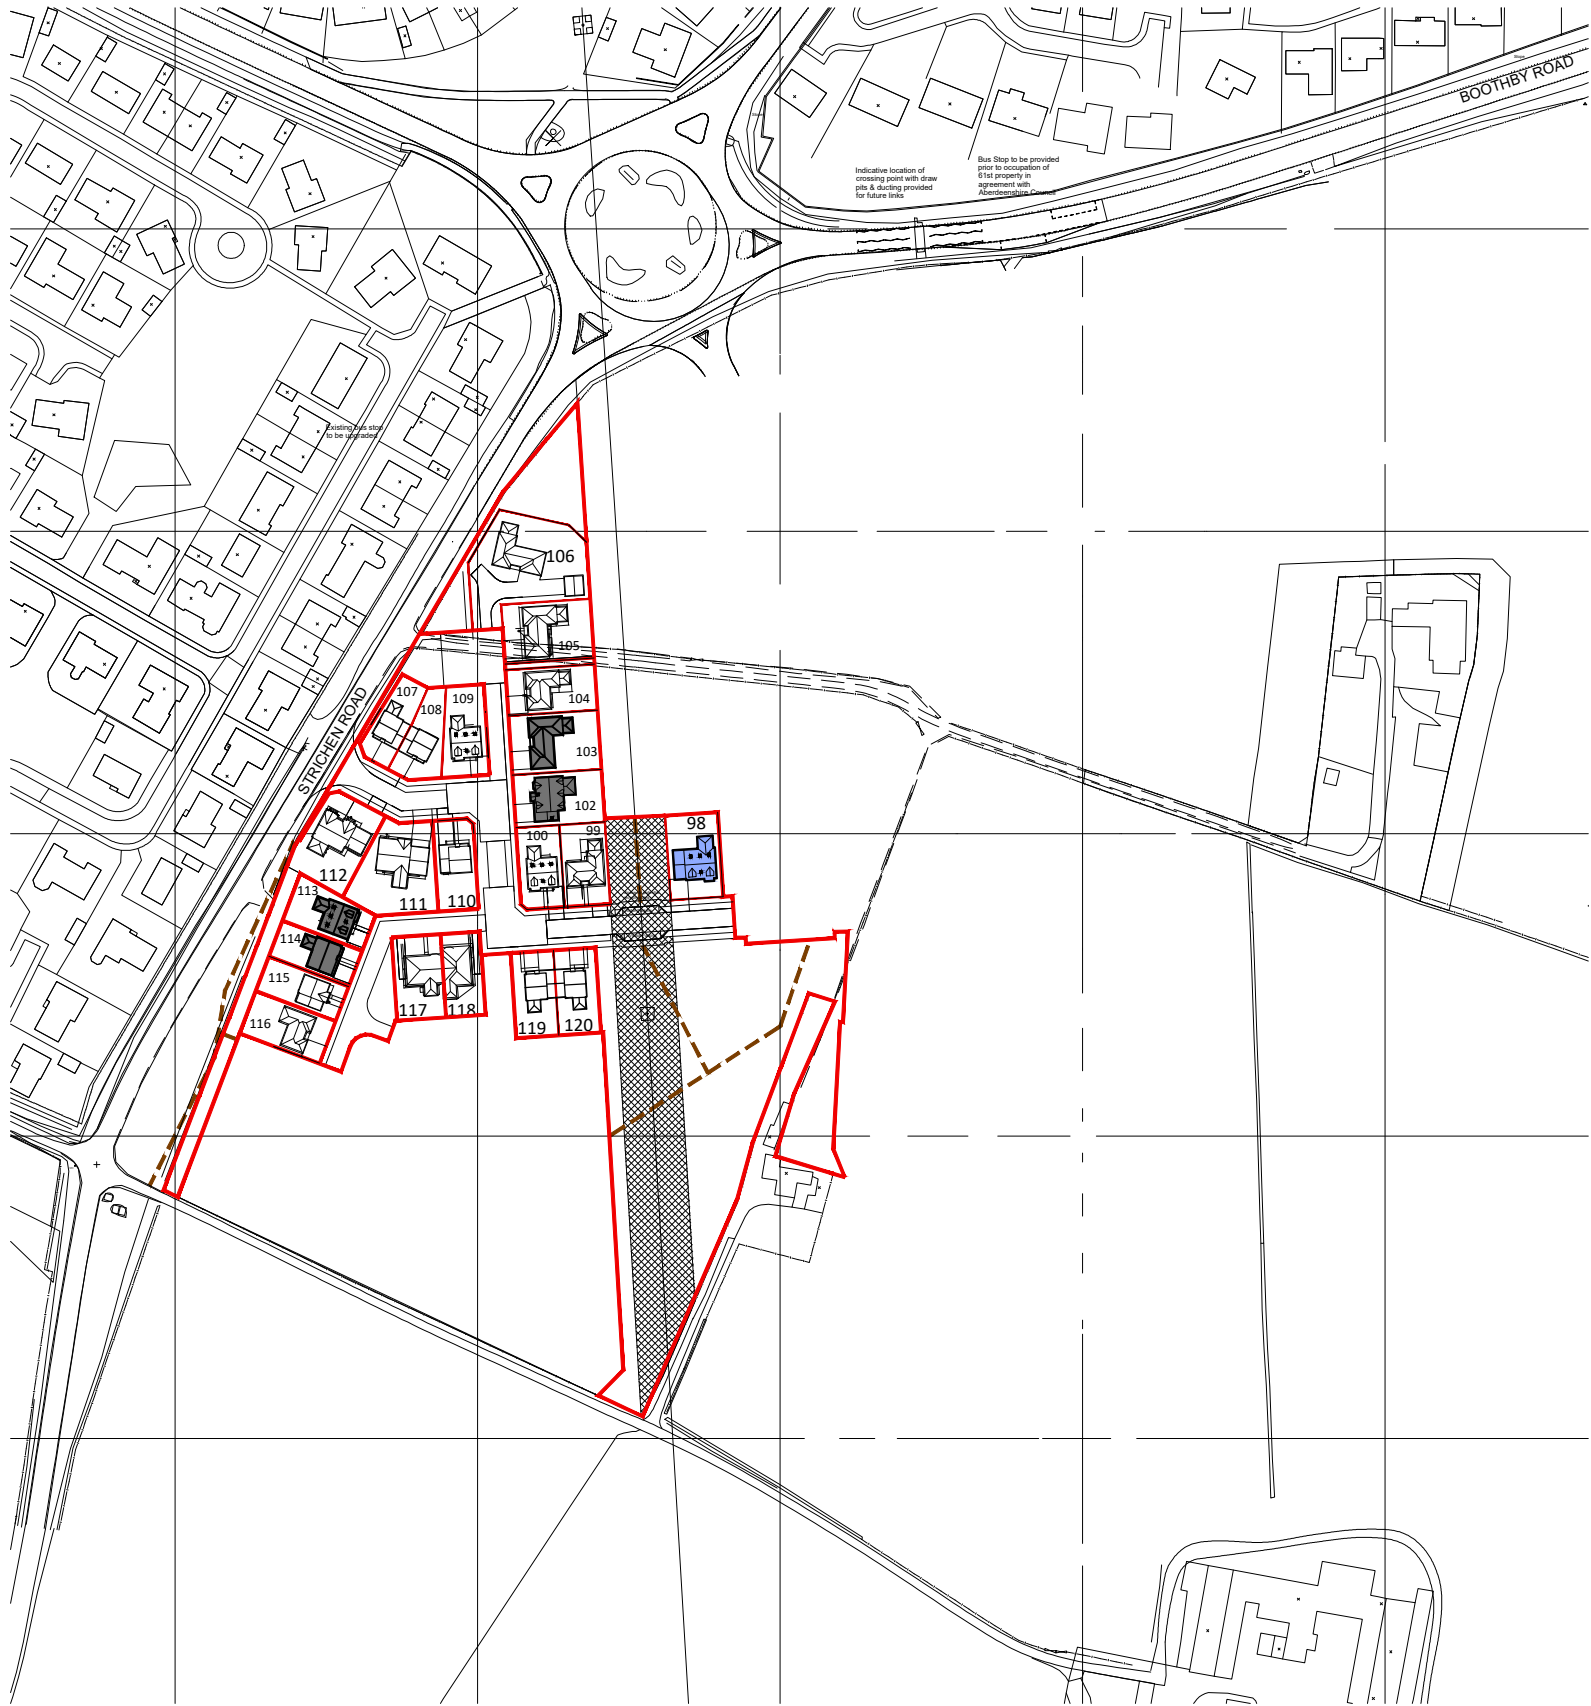 BOOTHBY ROAD
Indicative location of
crossing point with draw
pits & ducting provided
for future links
Bus Stop to be provided
prior to occupation of
61st property in
agreement with
Aberdeenshire Council
Existing bus stop
to be upgraded
STRICHEN ROAD
106
105
104
103
102
107
108
109
100
99
98
112
111
110
113
114
115
116
117
118
119
120